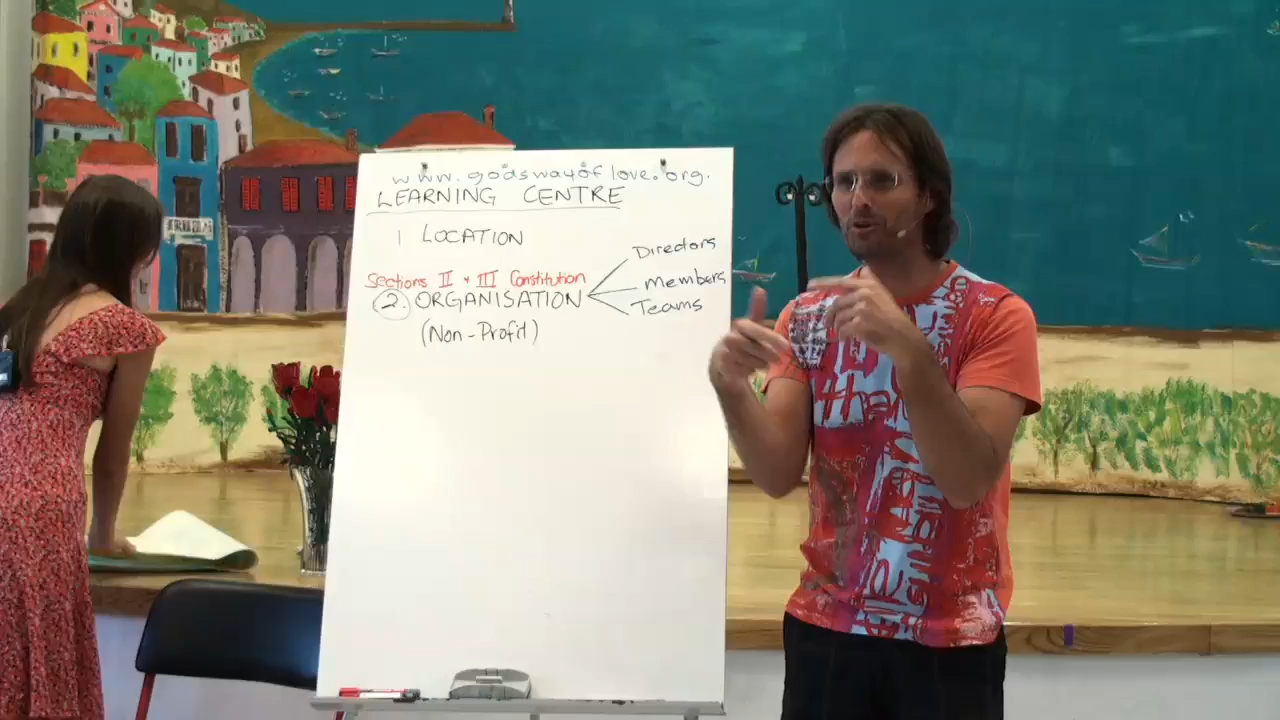 www.godswayoflove.org.
LEARNING CENTRE
1 LOCATION
Sections II + III Constitution
2. ORGANISATION
(Non-Profit)
Directors
Members
Teams